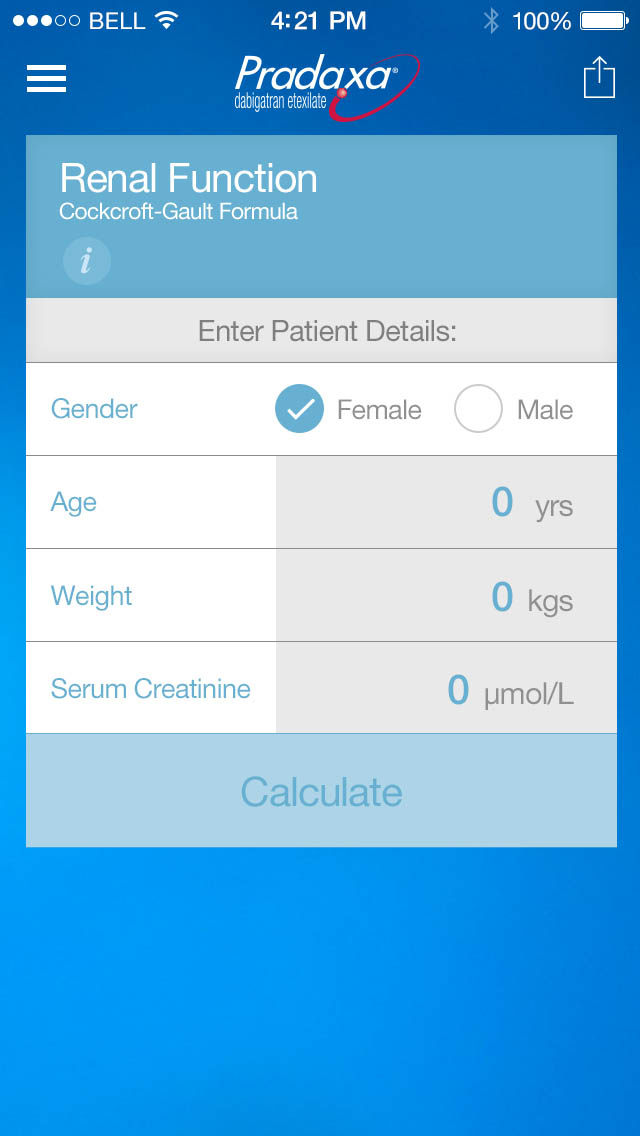 BELL 4:21 PM 100%
Pradaxa®
dabigatran etexilate
Renal Function
Cockcroft-Gault Formula
i
Enter Patient Details:
Gender Female Male
Age 0 yrs
Weight 0 kgs
Serum Creatinine 0 µmol/L
Calculate